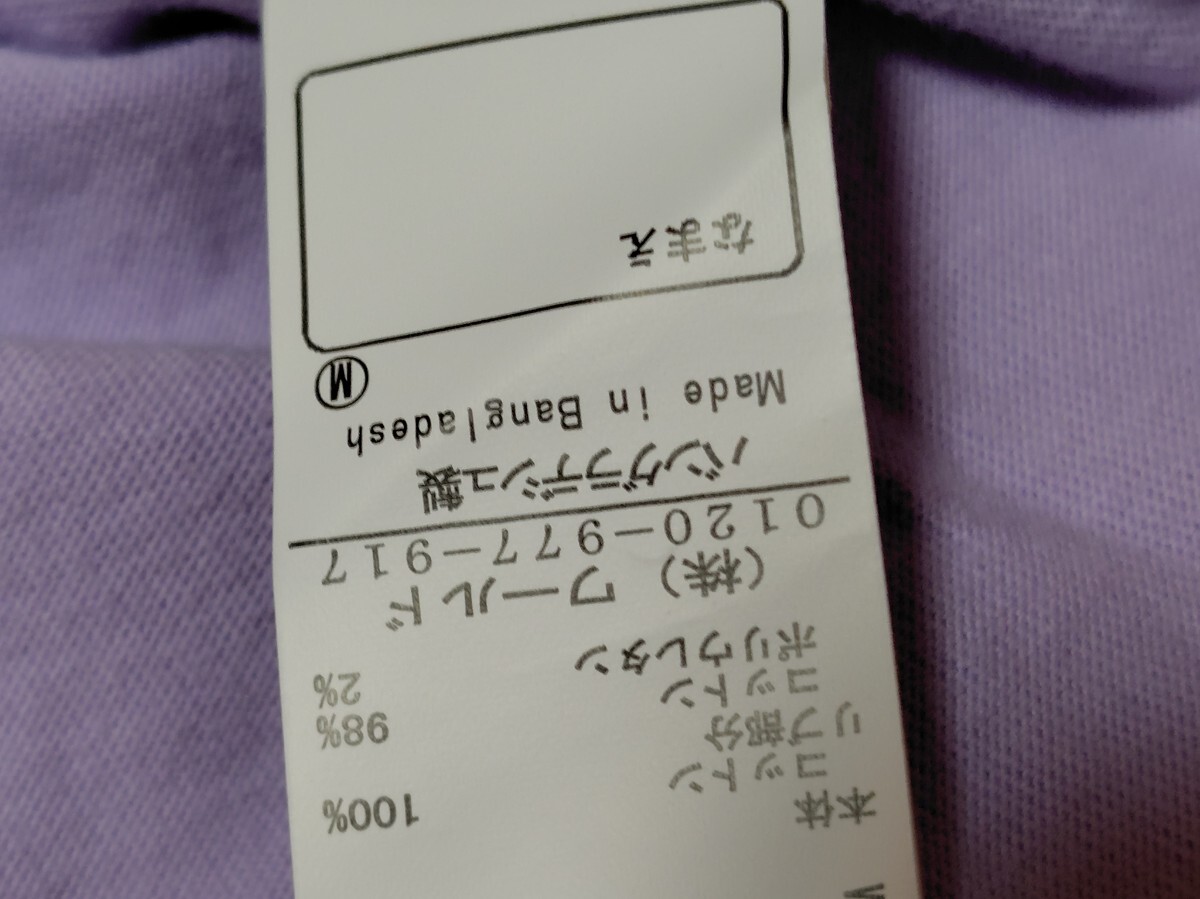 本体
コットン 100%
リブ部分
コットン 98%
ポリウレタン 2%
(株) ワールド
0120-977-917
バングラデシュ製
Made in Bangladesh
M
なまえ